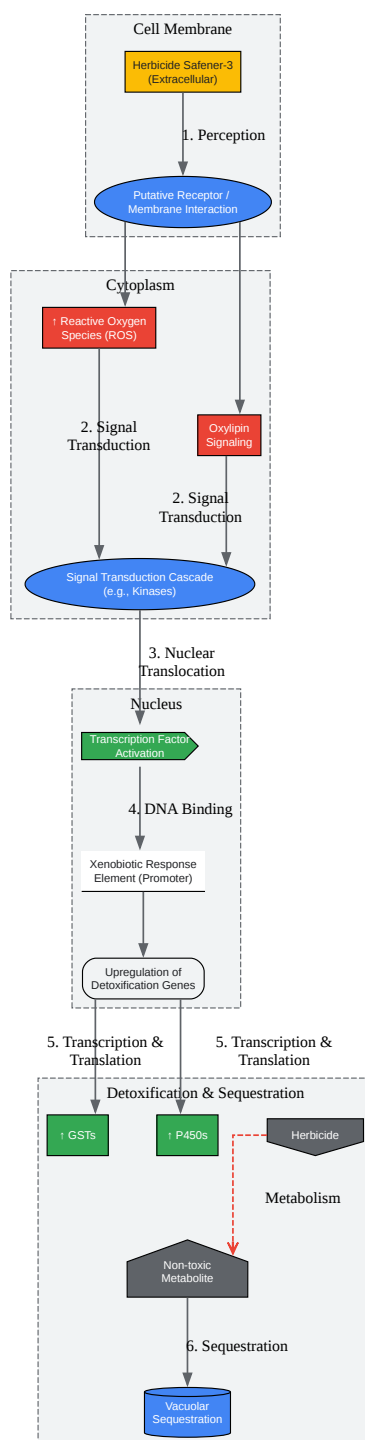 Cell Membrane
Herbicide Safener-3
(Extracellular)
1. Perception
Putative Receptor /
Membrane Interaction
Cytoplasm
↑ Reactive Oxygen
Species (ROS)
Oxylipin
Signaling
2. Signal
Transduction
2. Signal
Transduction
Signal Transduction Cascade
(e.g., Kinases)
3. Nuclear
Translocation
Nucleus
Transcription Factor
Activation
4. DNA Binding
Xenobiotic Response
Element (Promoter)
Upregulation of
Detoxification Genes
5. Transcription &
Translation
5. Transcription &
Translation
Detoxification & Sequestration
↑ GSTs
↑ P450s
Herbicide
Metabolism
Non-toxic
Metabolite
6. Sequestration
Vacuolar
Sequestration